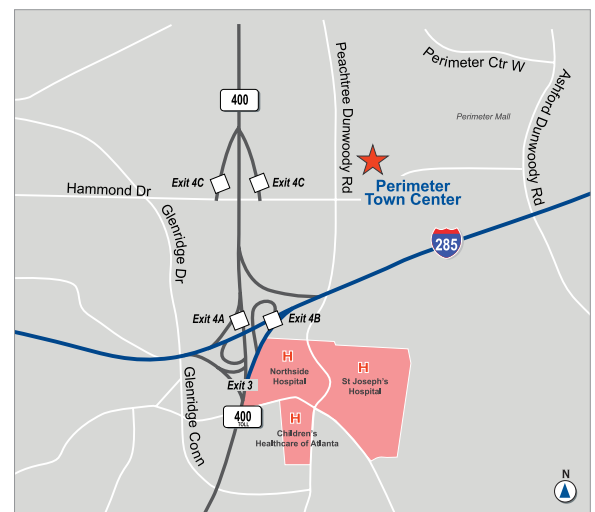 Perimeter Ctr W
Peachtree Dunwoody Rd
Ashford Dunwoody Rd
400
Perimeter Mall
Exit 4C
Exit 4C
Hammond Dr
Perimeter
Town Center
Glenridge Dr
285
Exit 4A
Exit 4B
Northside
Hospital
H
H
St Joseph's
Hospital
Exit 3
Glenridge Conn
400
TOLL
H
Children's
Healthcare of Atlanta
N